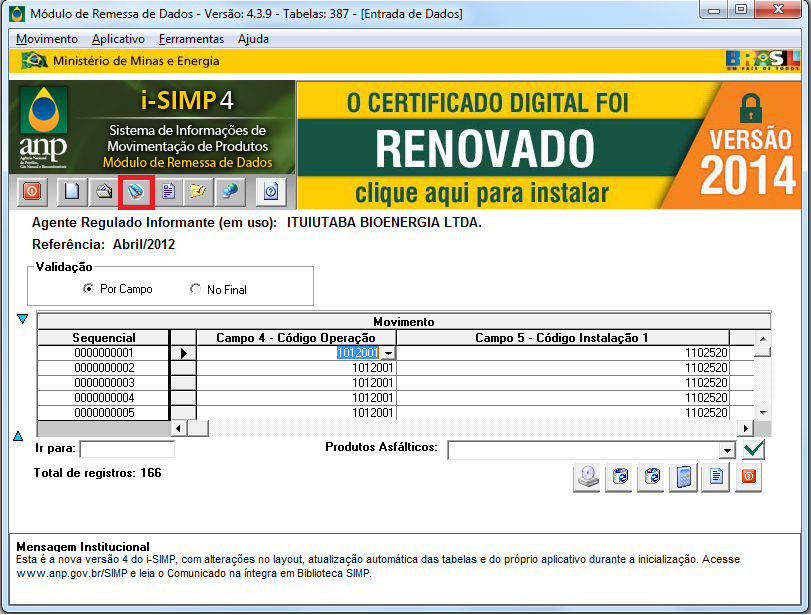 Módulo de Remessa de Dados - Versão: 4.3.9 - Tabelas: 387 - [Entrada de Dados]
Movimento Aplicativo Ferramentas Ajuda
Ministério de Minas e Energia
BRASIL
UM PAÍS DE TODOS
anp
Agência Nacional
do Petróleo,
Gás Natural e Biocombustíveis
i-SIMP 4
Sistema de Informações de
Movimentação de Produtos
Módulo de Remessa de Dados
O CERTIFICADO DIGITAL FOI
RENOVADO
clique aqui para instalar
VERSÃO
2014
Agente Regulado Informante (em uso): ITUIUTABA BIOENERGIA LTDA.
Referência: Abril/2012
Validação
Por Campo No Final
Movimento
Sequencial Campo 4 - Código Operação Campo 5 - Código Instalação 1
0000000001 1012001 1102520
0000000002 1012001 1102520
0000000003 1012001 1102520
0000000004 1012001 1102520
0000000005 1012001 1102520
Ir para: Produtos Asfálticos:
Total de registros: 166
Mensagem Institucional
Esta é a nova versão 4 do i-SIMP, com alterações no layout, atualização automática das tabelas e do próprio aplicativo durante a inicialização. Acesse
www.anp.gov.br/SIMP e leia o Comunicado na íntegra em Biblioteca SIMP.